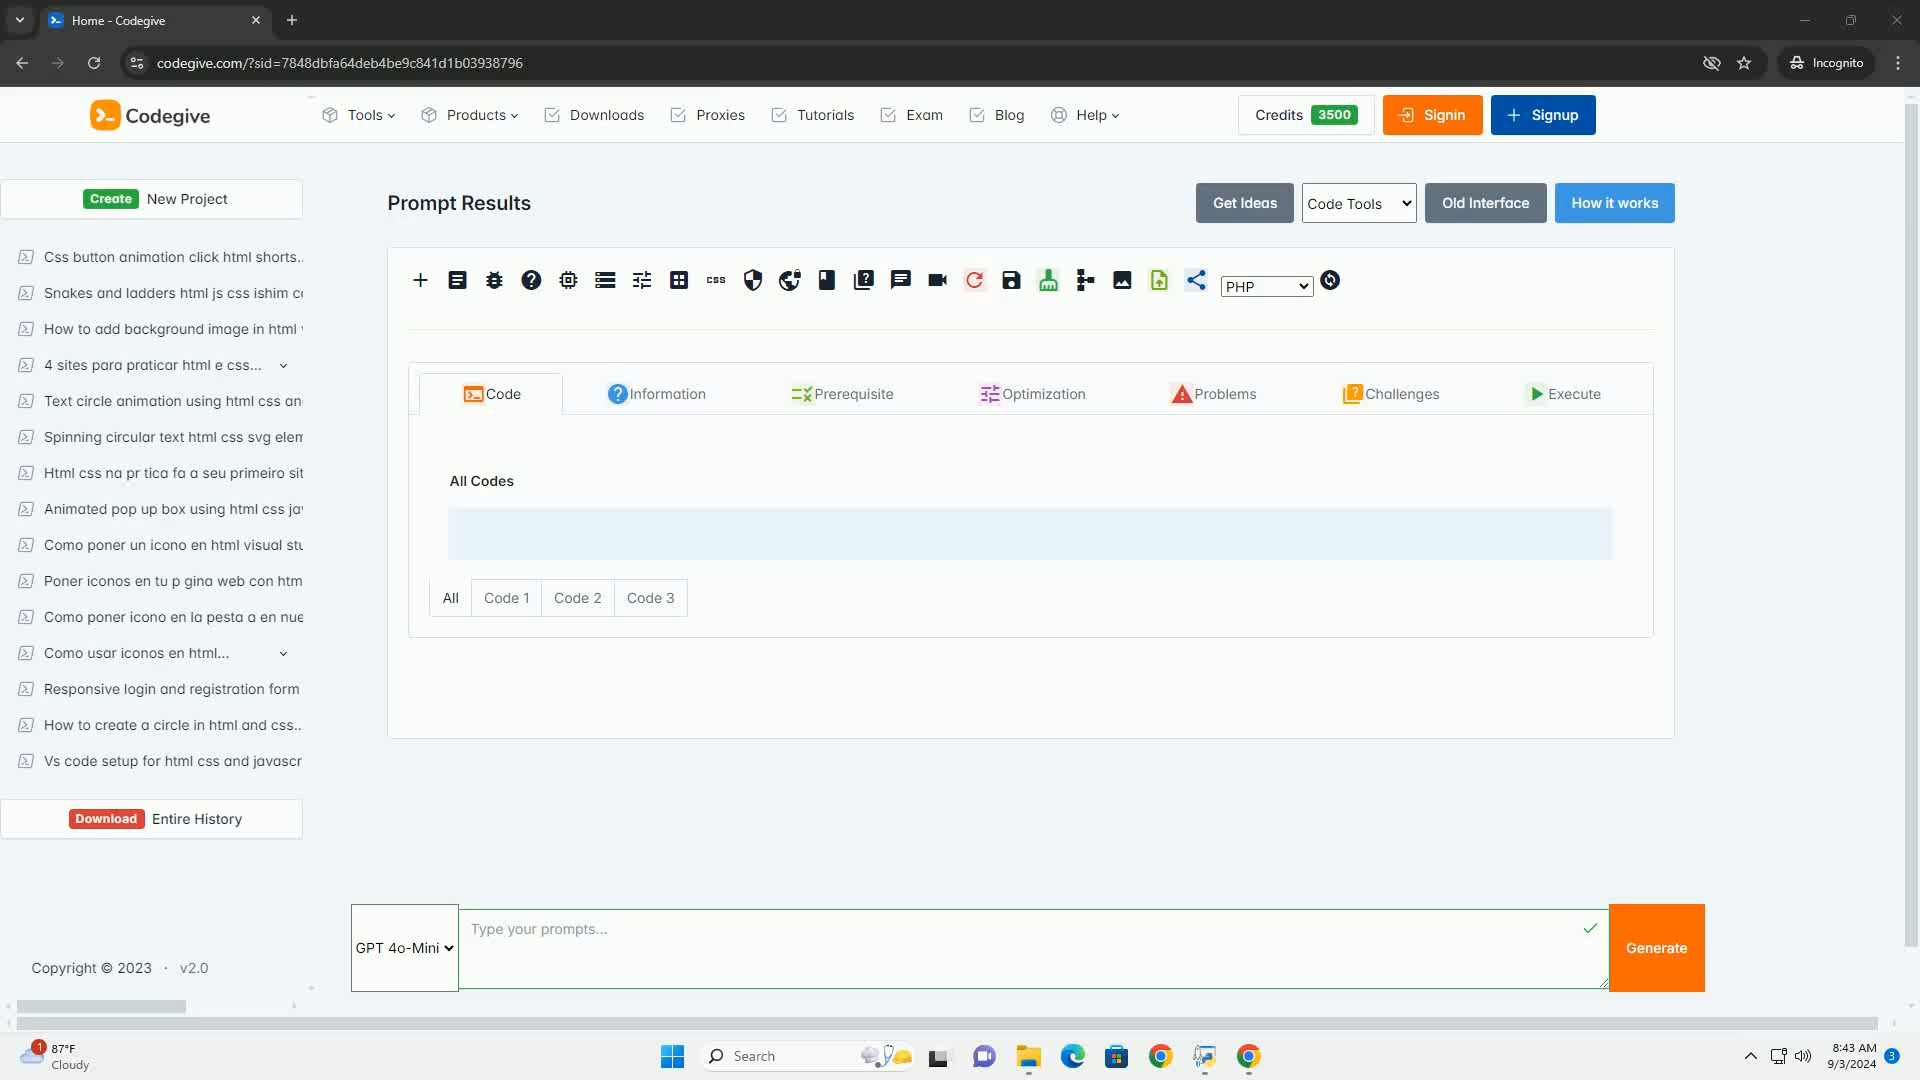 Home - Codegive
codegive.com/?sid=7848dbfa64deb4be9c841d1b03938796
Incognito
Codegive
Tools
Products
Downloads
Proxies
Tutorials
Exam
Blog
Help
Credits 3500
Signin
Signup
Create New Project
Css button animation click html shorts..
Snakes and ladders html js css ishim co
How to add background image in html
4 sites para praticar html e css...
Text circle animation using html css an
Spinning circular text html css svg elem
Html css na pr tica fa a seu primeiro sit
Animated pop up box using html css ja
Como poner un icono en html visual stu
Poner iconos en tu p gina web con htm
Como poner icono en la pesta a en nue
Como usar iconos en html...
Responsive login and registration form
How to create a circle in html and css..
Vs code setup for html css and javascr
Download Entire History
Copyright © 2023 · v2.0
Prompt Results
Get Ideas
Code Tools
Old Interface
How it works
css
PHP
Code
Information
Prerequisite
Optimization
Problems
Challenges
Execute
All Codes
All
Code 1
Code 2
Code 3
GPT 4o-Mini
Type your prompts...
Generate
1
87°F
Cloudy
Search
8:43 AM
9/3/2024
3